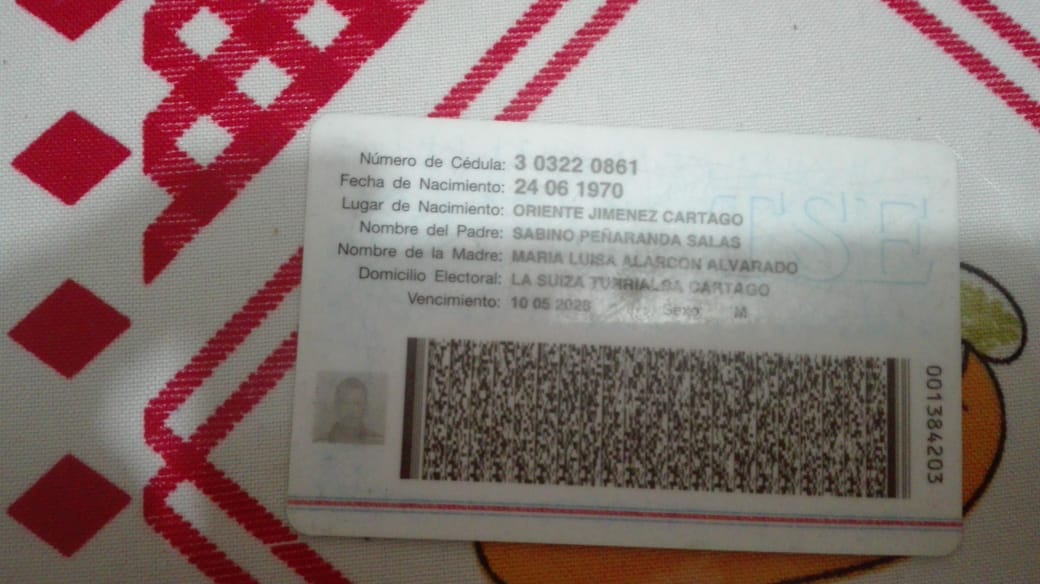 Número de Cédula: 3 0322 0861
Fecha de Nacimiento: 24 06 1970
Lugar de Nacimiento: ORIENTE JIMENEZ CARTAGO
Nombre del Padre: SABINO PEÑARANDA SALAS
Nombre de la Madre: MARIA LUISA ALARCON ALVARADO
Domicilio Electoral: LA SUIZA TURRIALBA CARTAGO
Vencimiento: 10 05 2028 Sexo: M
TSE
001384203